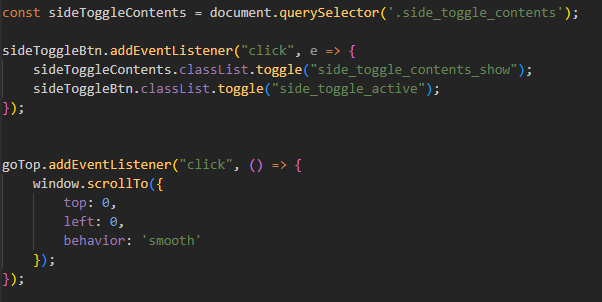 const sideToggleContents = document.querySelector('.side_toggle_contents');
sideToggleBtn.addEventListener("click", e => {
sideToggleContents.classList.toggle("side_toggle_contents_show");
sideToggleBtn.classList.toggle("side_toggle_active");
});
goTop.addEventListener("click", () => {
window.scrollTo({
top: 0,
left: 0,
behavior: 'smooth'
});
});